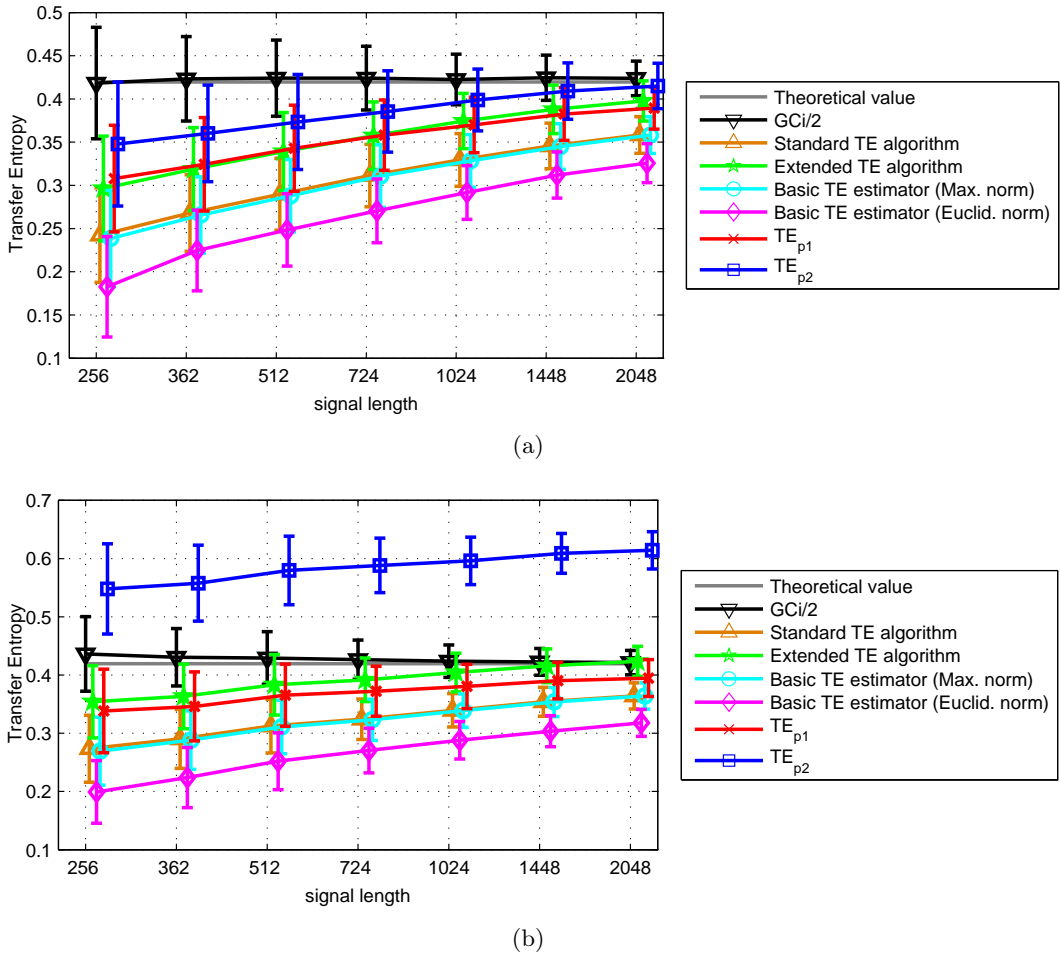 0.5
0.45
0.4
0.35
0.3
0.25
0.2
0.15
0.1
Transfer Entropy
256 362 512 724 1024 1448 2048
signal length
Theoretical value
GCi/2
Standard TE algorithm
Extended TE algorithm
Basic TE estimator (Max. norm)
Basic TE estimator (Euclid. norm)
TEp1
TEp2
(a)
0.7
0.6
0.5
0.4
0.3
0.2
0.1
Transfer Entropy
256 362 512 724 1024 1448 2048
signal length
Theoretical value
GCi/2
Standard TE algorithm
Extended TE algorithm
Basic TE estimator (Max. norm)
Basic TE estimator (Euclid. norm)
TEp1
TEp2
(b)